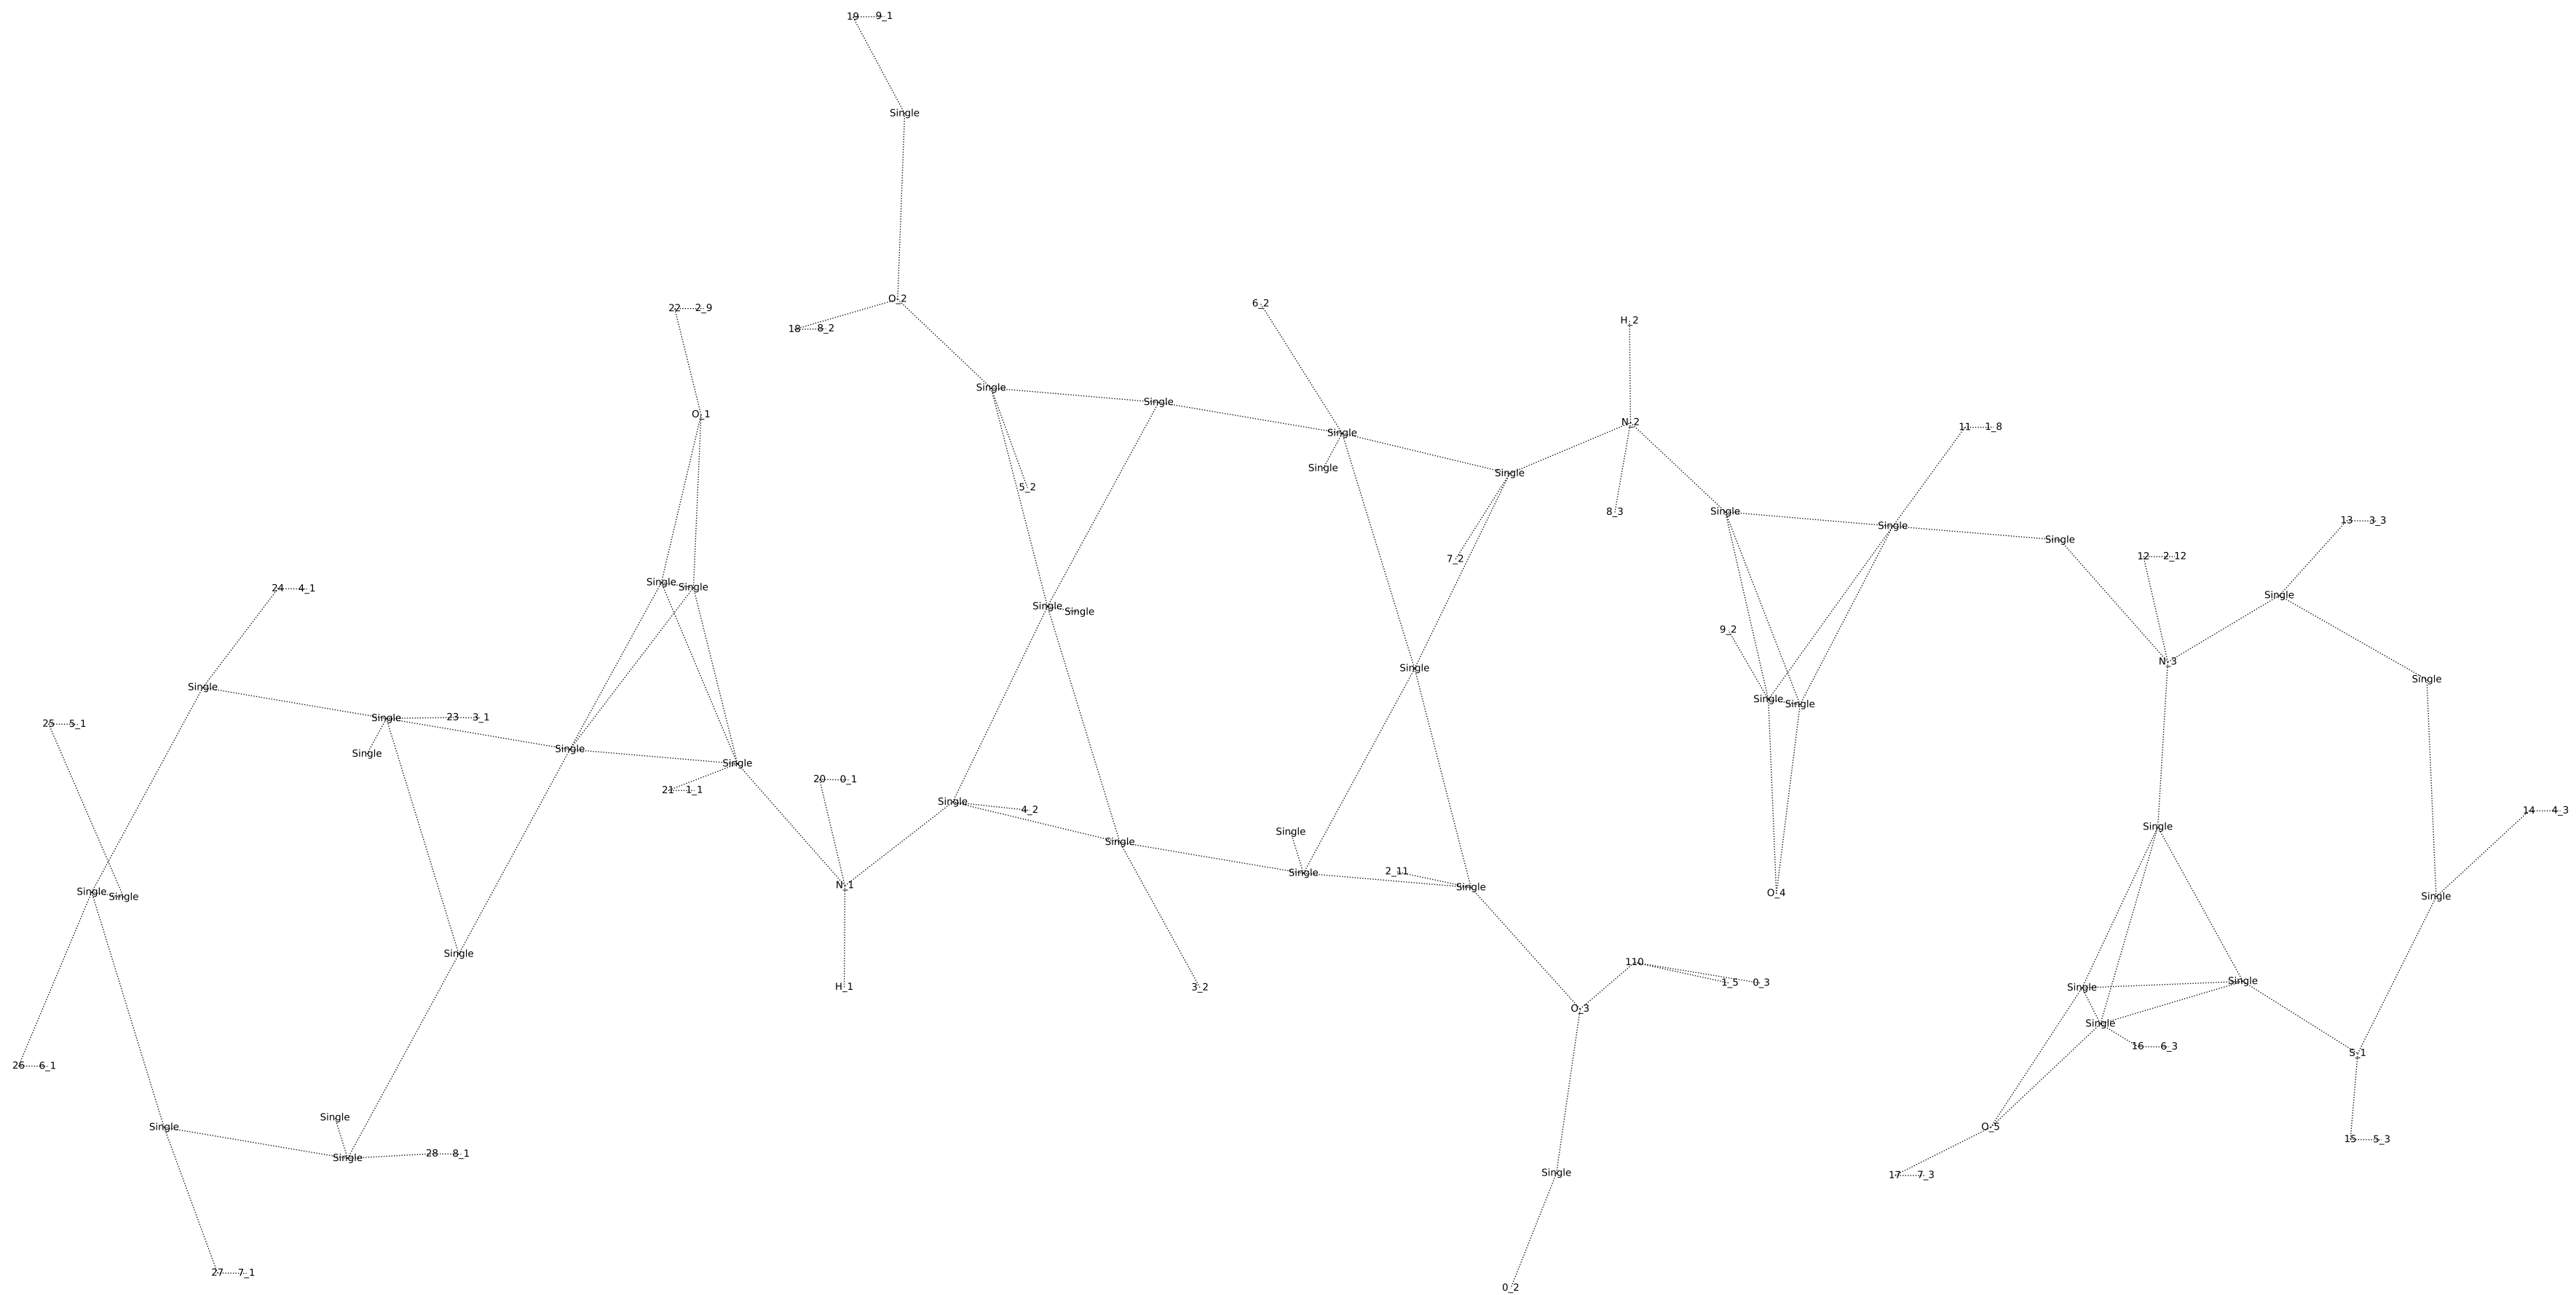 19 9_1
Single
O_2
22 2_9
6_2
H_2
18 8_2
Single
Single
O_1
N_2
11 1_8
Single
Single
Single
5_2
8_3
Single
13 3_3
Single
Single
12 2_12
7_2
Single
Single
24 4_1
Single
Single
Single
9_2
N_3
Single
Single
Single
Single
Single
23 3_1
25 5_1
Single
Single
Single
20 0_1
21 1_1
Single
4_2
14 4_3
Single
Single
Single
2_11
Single
N_1
Single
Single
Single
O_4
Single
Single
110
1_5 0_3
Single
H_1
3_2
Single
O_3
Single
16 6_3
S_1
26 6_1
Single
Single
O_5
15 5_3
28 8_1
Single
Single
17 7_3
27 7_1
0_2